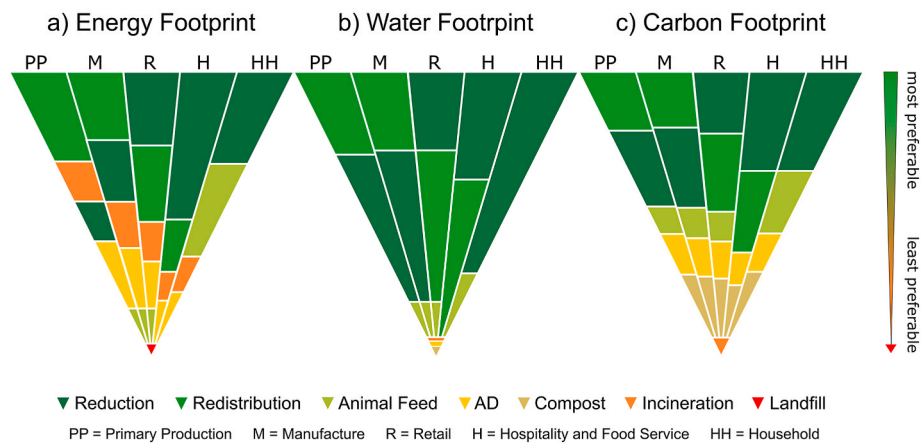 a) Energy Footprint b) Water Footrpint c) Carbon Footprint
PP M R H HH PP M R H HH PP M R H HH
most preferable
least preferable
Reduction Redistribution Animal Feed AD Compost Incineration Landfill
PP = Primary Production M = Manufacture R = Retail H = Hospitality and Food Service HH = Household